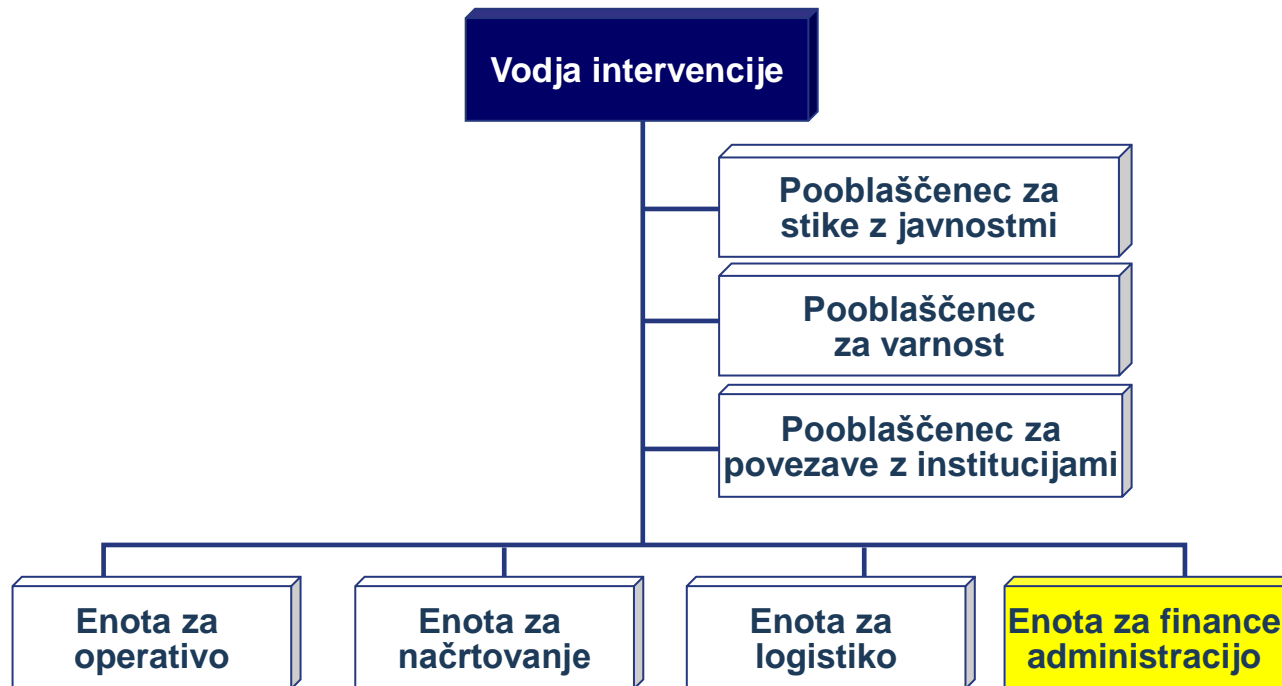 Vodja intervencije
Pooblaščenec za
stike z javnostmi
Pooblaščenec
za varnost
Pooblaščenec za
povezave z institucijami
Enota za
operativo
Enota za
načrtovanje
Enota za
logistiko
Enota za finance
administracijo